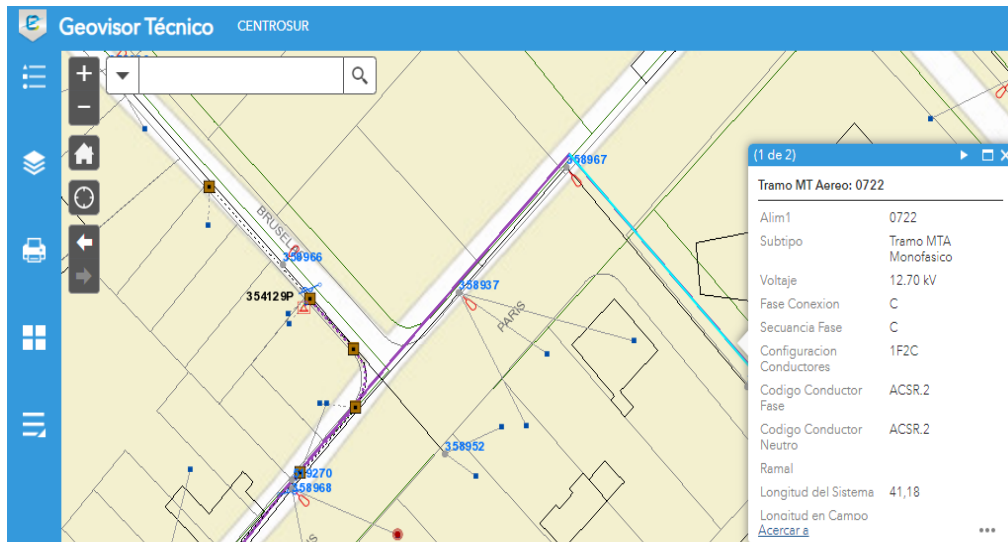 Geovisor Técnico CENTROSUR
358967
(1 de 2)
Tramo MT Aereo: 0722
Alim1 0722
Subtipo Tramo MTA
Monofasico
Voltaje 12.70 kV
Fase Conexion C
Secuancia Fase C
Configuracion 1F2C
Conductores
Codigo Conductor ACSR.2
Fase
Codigo Conductor ACSR.2
Neutro
Ramal
Longitud del Sistema 41,18
Longitud en Campo
Acercar a
BRUSELAS
358966
354129P
358937
PARIS
358952
358968